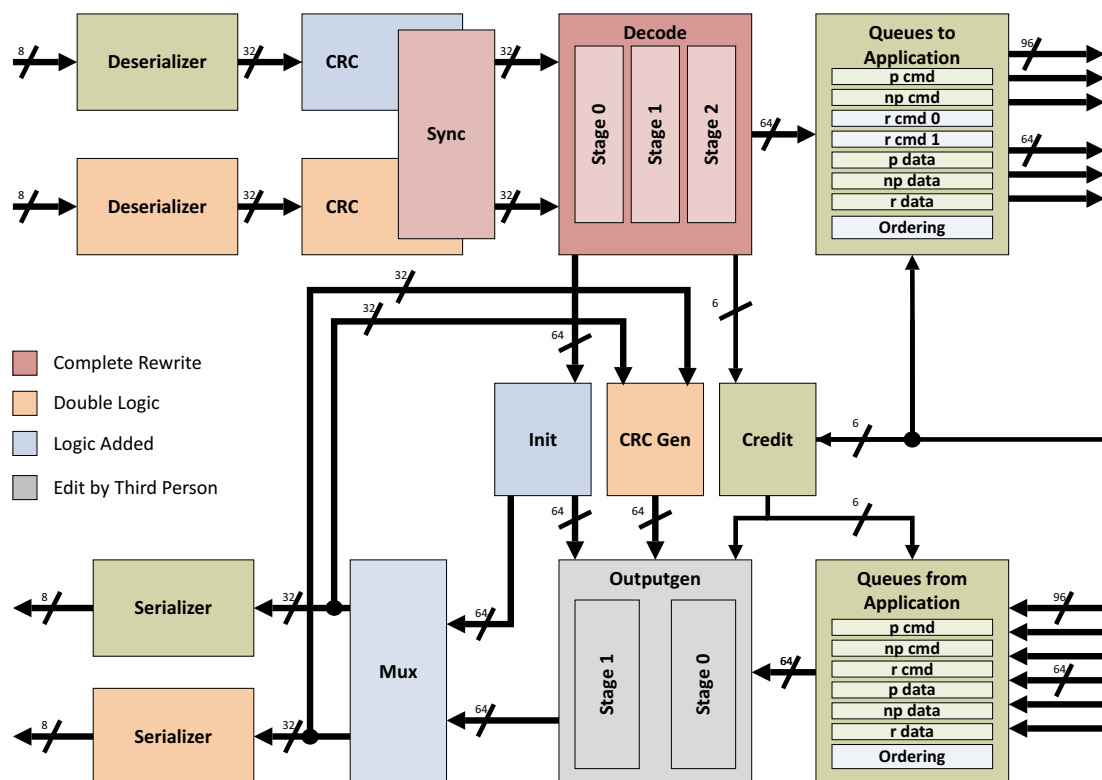 8
Deserializer
32
CRC
Sync
32
Decode
Stage 0
Stage 1
Stage 2
64
Queues to
Application
p cmd
np cmd
r cmd 0
r cmd 1
p data
np data
r data
Ordering
96
64
8
Deserializer
32
CRC
32
32
32
64
6
Complete Rewrite
Double Logic
Logic Added
Edit by Third Person
Init
CRC Gen
Credit
6
64
64
6
8
Serializer
32
Mux
64
Outputgen
Stage 1
Stage 0
64
Queues from
Application
p cmd
np cmd
r cmd
p data
np data
r data
Ordering
96
64
8
Serializer
32
64